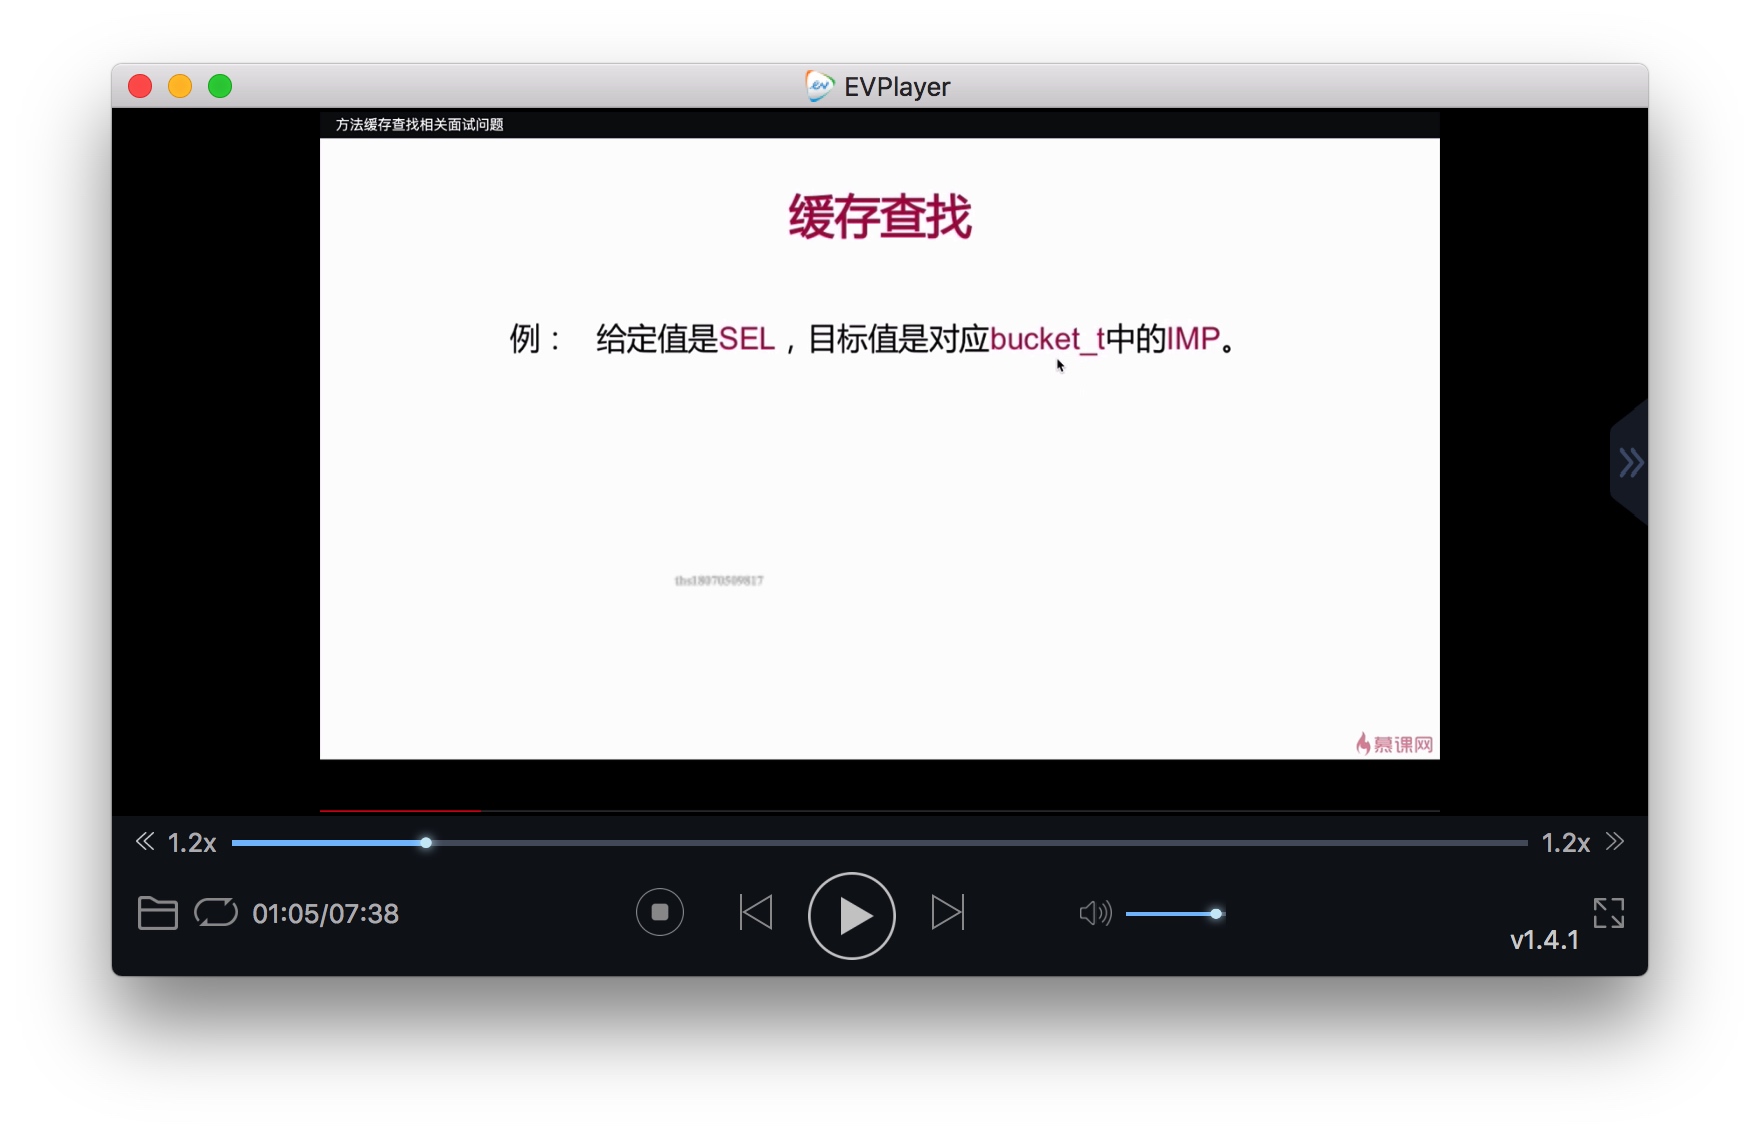 EVPlayer
方法缓存查找相关面试问题
缓存查找
例： 给定值是SEL，目标值是对应bucket_t中的IMP。
ths18070509817
慕课网
1.2x
1.2x
01:05/07:38
v1.4.1